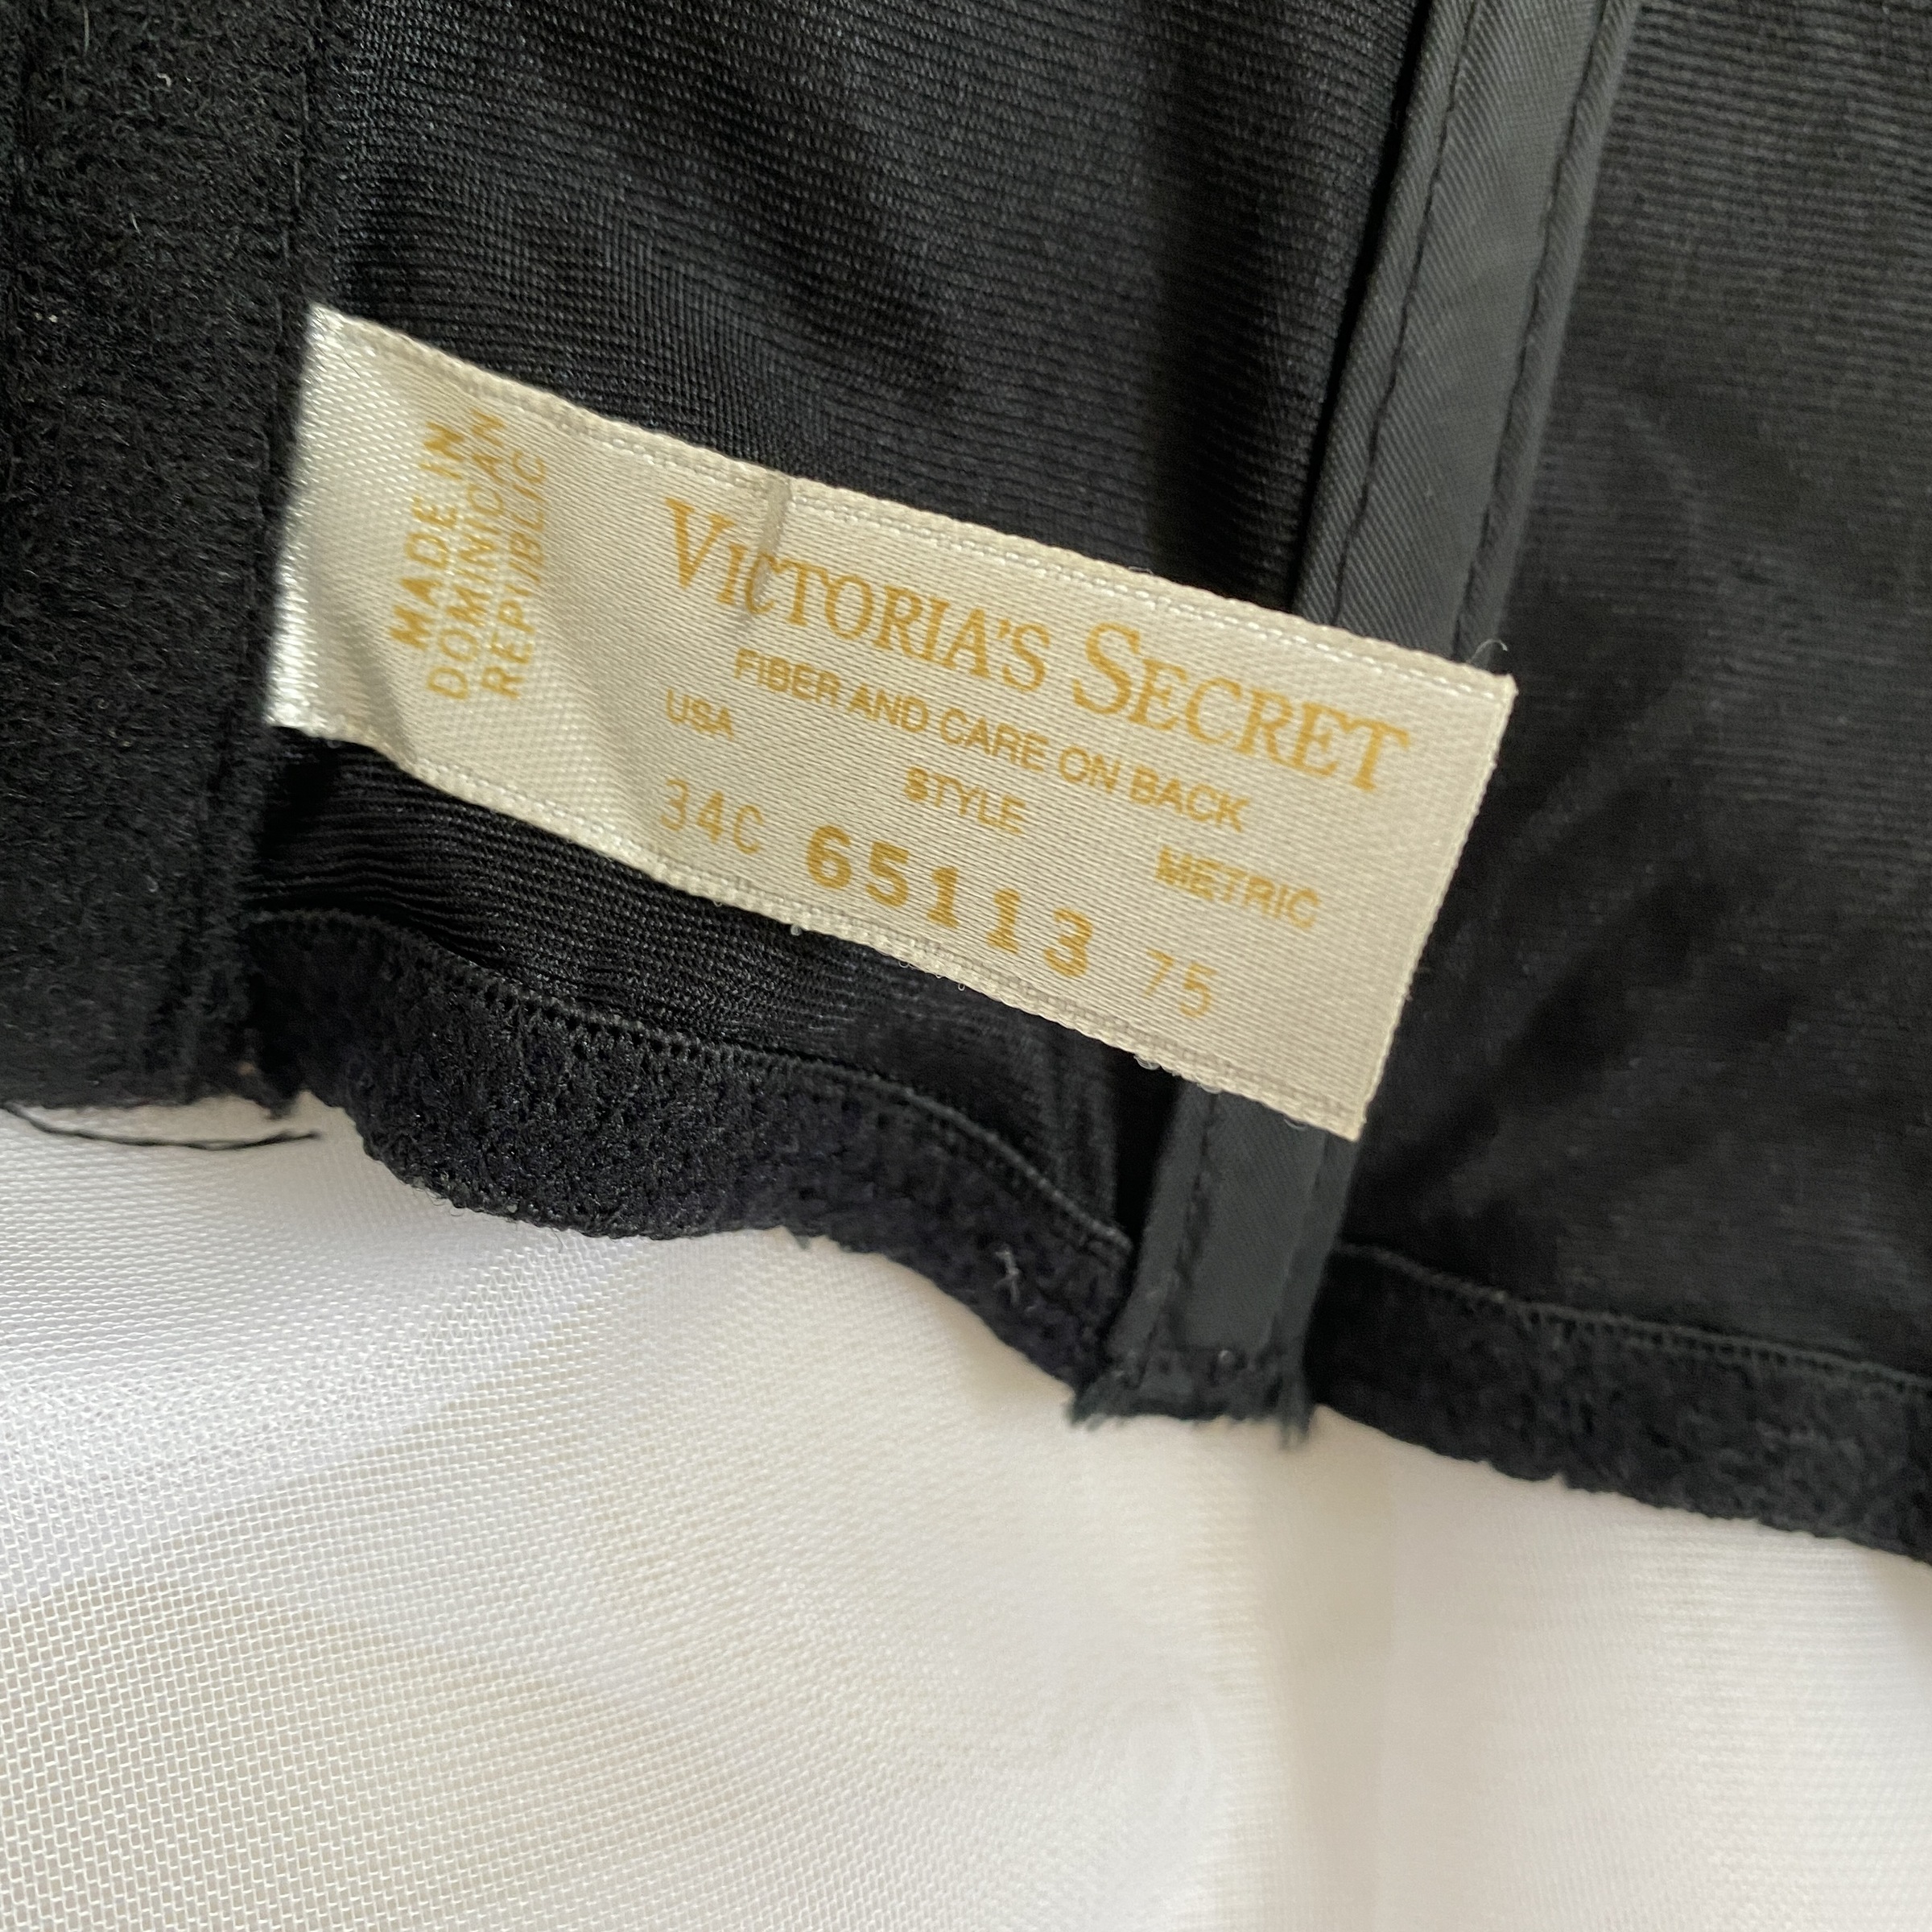 MADE IN
DOMINICAN
REPUBLIC
VICTORIA'S SECRET
FIBER AND CARE ON BACK
USA STYLE METRIC
34C 65113 75